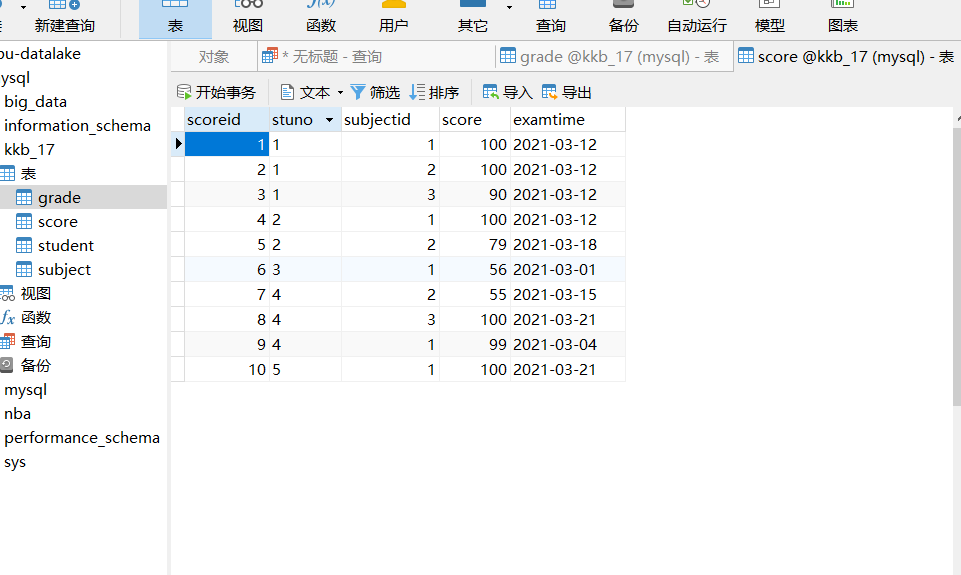 新建查询 表 视图 函数 用户 其它 查询 备份 自动运行 模型 图表
对象 * 无标题 - 查询 grade @kkb_17 (mysql) - 表 score @kkb_17 (mysql) - 表
开始事务 文本 筛选 排序 导入 导出
pu-datalake
ysql
big_data
information_schema
kkb_17
表
grade
score
student
subject
视图
函数
查询
备份
mysql
nba
performance_schema
sys
scoreid stuno subjectid score examtime
1 1 1 100 2021-03-12
2 1 2 100 2021-03-12
3 1 3 90 2021-03-12
4 2 1 100 2021-03-12
5 2 2 79 2021-03-18
6 3 1 56 2021-03-01
7 4 2 55 2021-03-15
8 4 3 100 2021-03-21
9 4 1 99 2021-03-04
10 5 1 100 2021-03-21